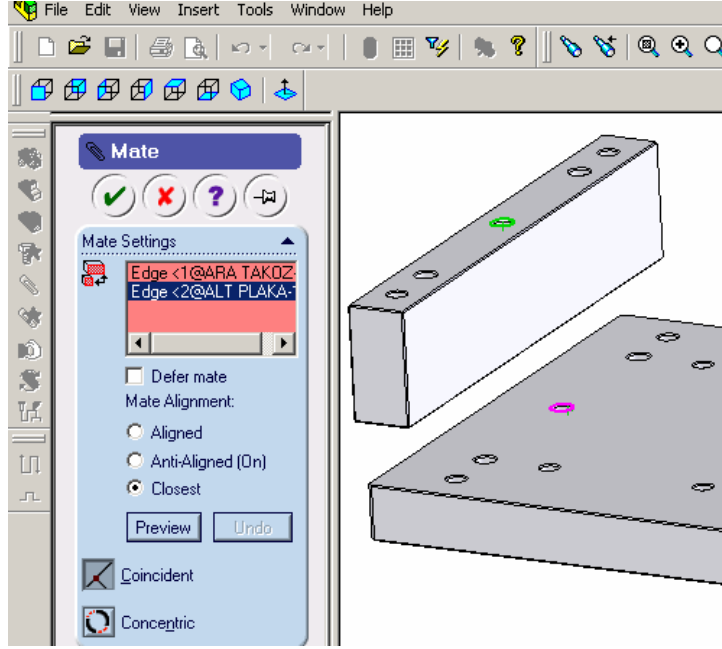 File Edit View Insert Tools Window Help
Mate
Mate Settings
Edge <1@ARA TAKOZ-
Edge <2@ALT PLAKA-1
Defer mate
Mate Alignment:
Aligned
Anti-Aligned (On)
Closest
Preview Undo
Coincident
Concentric